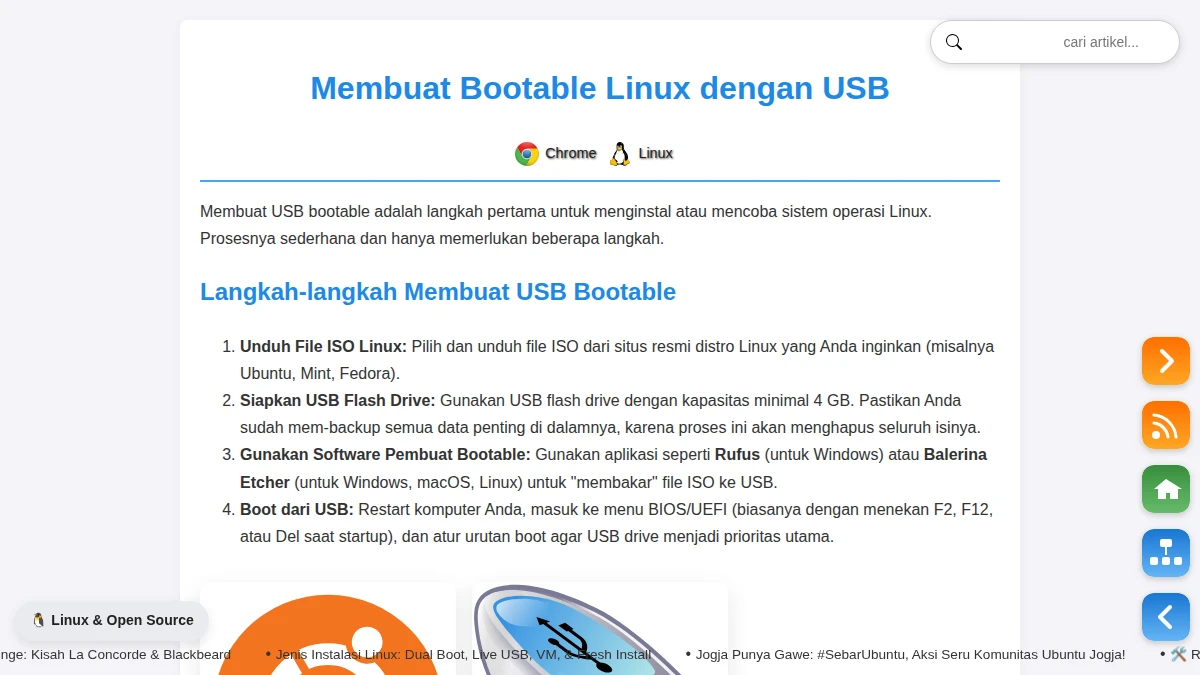 cari artikel...
Membuat Bootable Linux dengan USB
Chrome Linux
Membuat USB bootable adalah langkah pertama untuk menginstal atau mencoba sistem operasi Linux.
Prosesnya sederhana dan hanya memerlukan beberapa langkah.
Langkah-langkah Membuat USB Bootable
1. Unduh File ISO Linux: Pilih dan unduh file ISO dari situs resmi distro Linux yang Anda inginkan (misalnya
Ubuntu, Mint, Fedora).
2. Siapkan USB Flash Drive: Gunakan USB flash drive dengan kapasitas minimal 4 GB. Pastikan Anda
sudah mem-backup semua data penting di dalamnya, karena proses ini akan menghapus seluruh isinya.
3. Gunakan Software Pembuat Bootable: Gunakan aplikasi seperti Rufus (untuk Windows) atau Balerina
Etcher (untuk Windows, macOS, Linux) untuk "membakar" file ISO ke USB.
4. Boot dari USB: Restart komputer Anda, masuk ke menu BIOS/UEFI (biasanya dengan menekan F2, F12,
atau Del saat startup), dan atur urutan boot agar USB drive menjadi prioritas utama.
🐧 Linux & Open Source
nge: Kisah La Concorde & Blackbeard • Jenis Instalasi Linux: Dual Boot, Live USB, VM, & Fresh Install • Jogja Punya Gawe: #SebarUbuntu, Aksi Seru Komunitas Ubuntu Jogja! • 🛠️ R